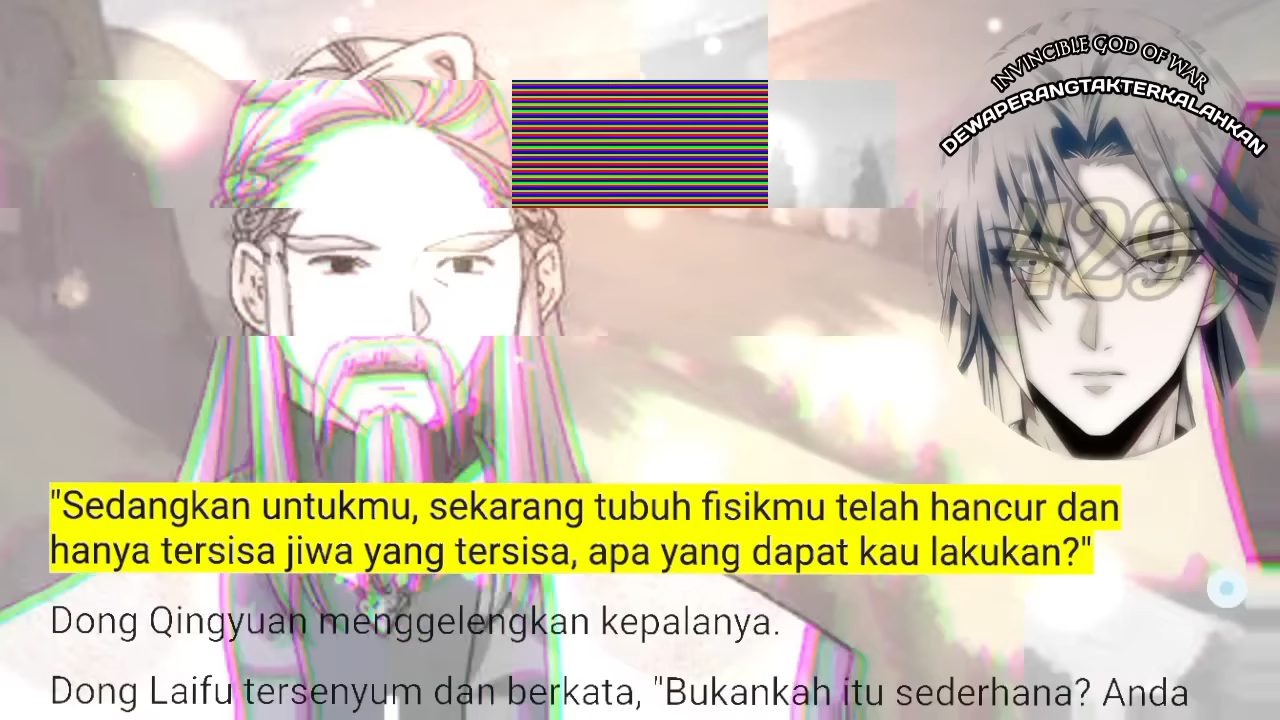 INVINCIBLE GOD OF WAR
DEWAPERANGTAKTERKALAHKAN
#29
"Sedangkan untukmu, sekarang tubuh fisikmu telah hancur dan
hanya tersisa jiwa yang tersisa, apa yang dapat kau lakukan?"
Dong Qingyuan menggelengkan kepalanya.
Dong Laifu tersenyum dan berkata, "Bukankah itu sederhana? Anda